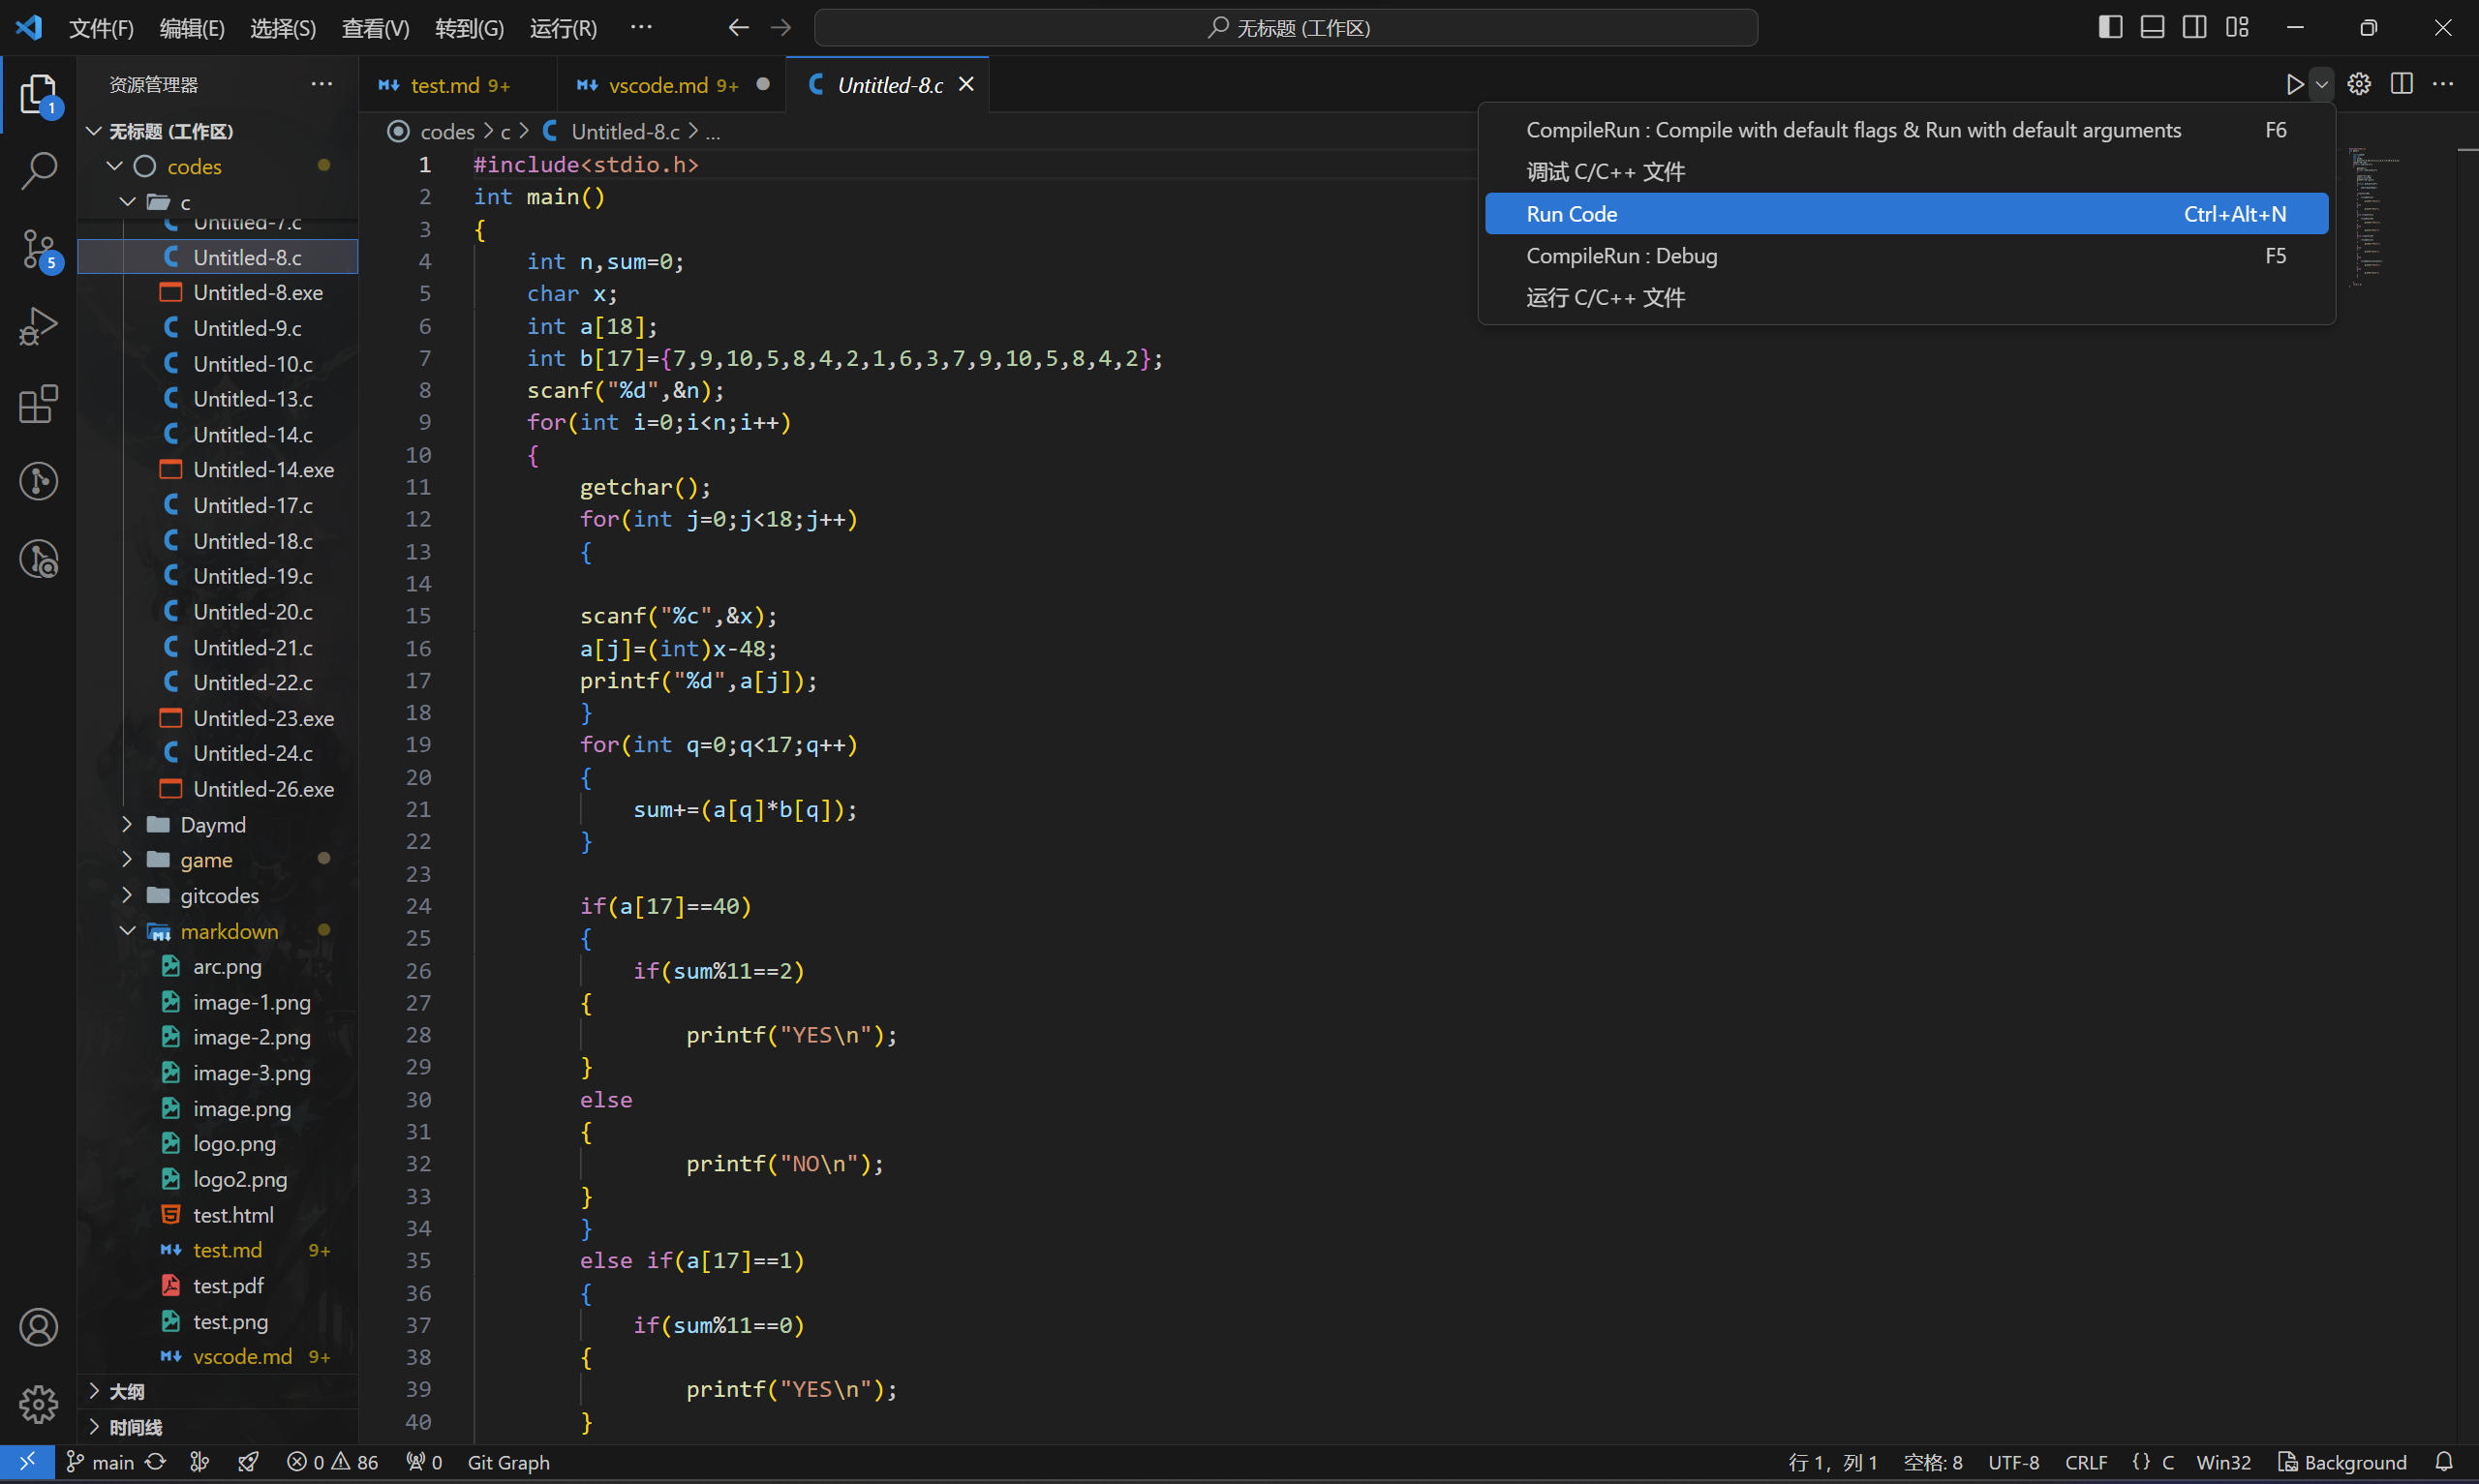 文件(F) 编辑(E) 选择(S) 查看(V) 转到(G) 运行(R) ··· 无标题 (工作区)
资源管理器 ···
test.md 9+ vscode.md 9+ Untitled-8.c
无标题 (工作区)
codes
c
Untitled-7.c
Untitled-8.c
Untitled-8.exe
Untitled-9.c
Untitled-10.c
Untitled-13.c
Untitled-14.c
Untitled-14.exe
Untitled-17.c
Untitled-18.c
Untitled-19.c
Untitled-20.c
Untitled-21.c
Untitled-22.c
Untitled-23.exe
Untitled-24.c
Untitled-26.exe
Daymd
game
gitcodes
markdown
arc.png
image-1.png
image-2.png
image-3.png
image.png
logo.png
logo2.png
test.html
test.md 9+
test.pdf
test.png
vscode.md 9+
大纲
时间线
1
5
codes > c > Untitled-8.c > ...
1 #include<stdio.h>
2 int main()
3 {
4 int n,sum=0;
5 char x;
6 int a[18];
7 int b[17]={7,9,10,5,8,4,2,1,6,3,7,9,10,5,8,4,2};
8 scanf("%d",&n);
9 for(int i=0;i<n;i++)
10 {
11 getchar();
12 for(int j=0;j<18;j++)
13 {
14
15 scanf("%c",&x);
16 a[j]=(int)x-48;
17 printf("%d",a[j]);
18 }
19 for(int q=0;q<17;q++)
20 {
21 sum+=(a[q]*b[q]);
22 }
23
24 if(a[17]==40)
25 {
26 if(sum%11==2)
27 {
28 printf("YES\n");
29 }
30 else
31 {
32 printf("NO\n");
33 }
34 }
35 else if(a[17]==1)
36 {
37 if(sum%11==0)
38 {
39 printf("YES\n");
40 }
CompileRun : Compile with default flags & Run with default arguments F6
调试 C/C++ 文件
Run Code Ctrl+Alt+N
CompileRun : Debug F5
运行 C/C++ 文件
main 0 86 0 Git Graph 行 1, 列 1 空格: 8 UTF-8 CRLF {} C Win32 Background